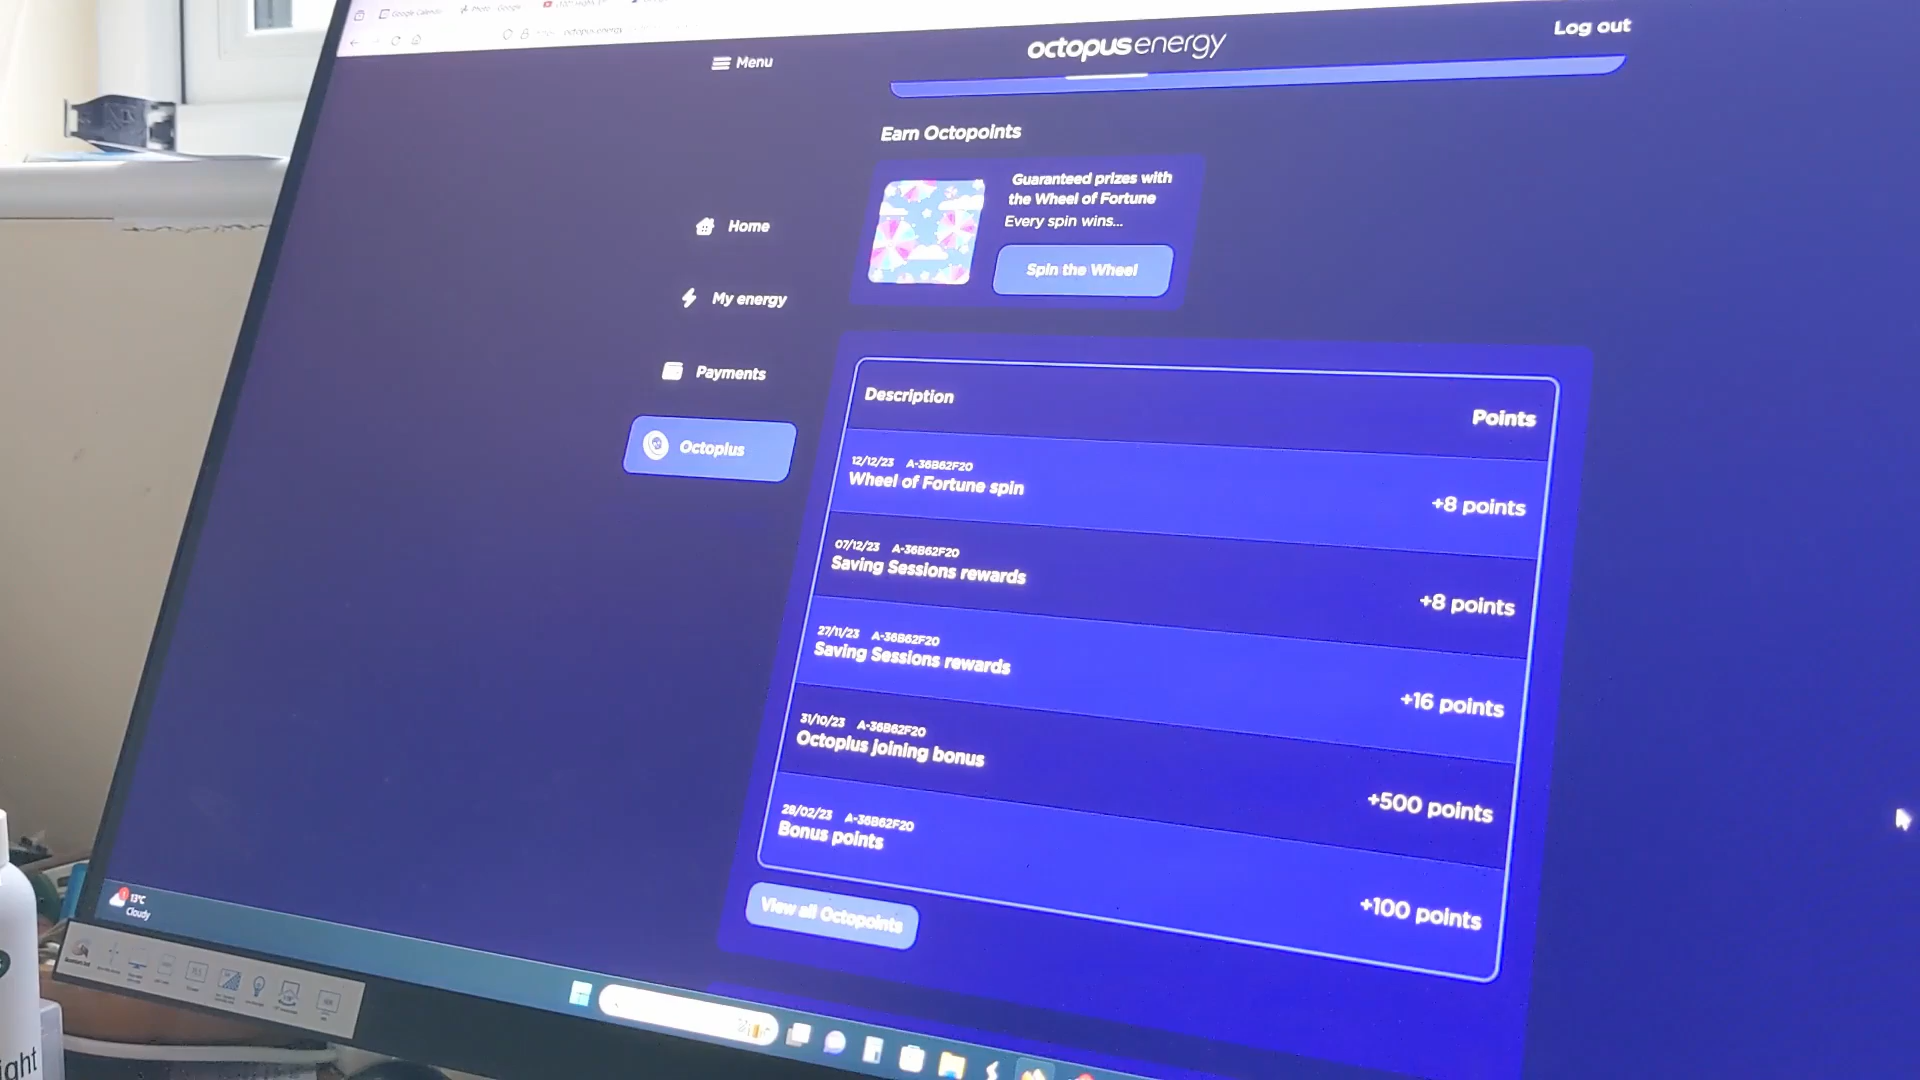 Log out
octopusenergy
Menu
Earn Octopoints
Guaranteed prizes with
the Wheel of Fortune
Every spin wins...
Spin the Wheel
Home
My energy
Payments
Octoplus
Description
Points
12/12/23 A-36B62F20
Wheel of Fortune spin
+8 points
07/12/23 A-36B62F20
Saving Sessions rewards
+8 points
27/11/23 A-36B62F20
Saving Sessions rewards
+16 points
31/10/23 A-36B62F20
Octoplus joining bonus
+500 points
28/02/23 A-36B62F20
Bonus points
+100 points
View all Octopoints
13°C
Cloudy
ight